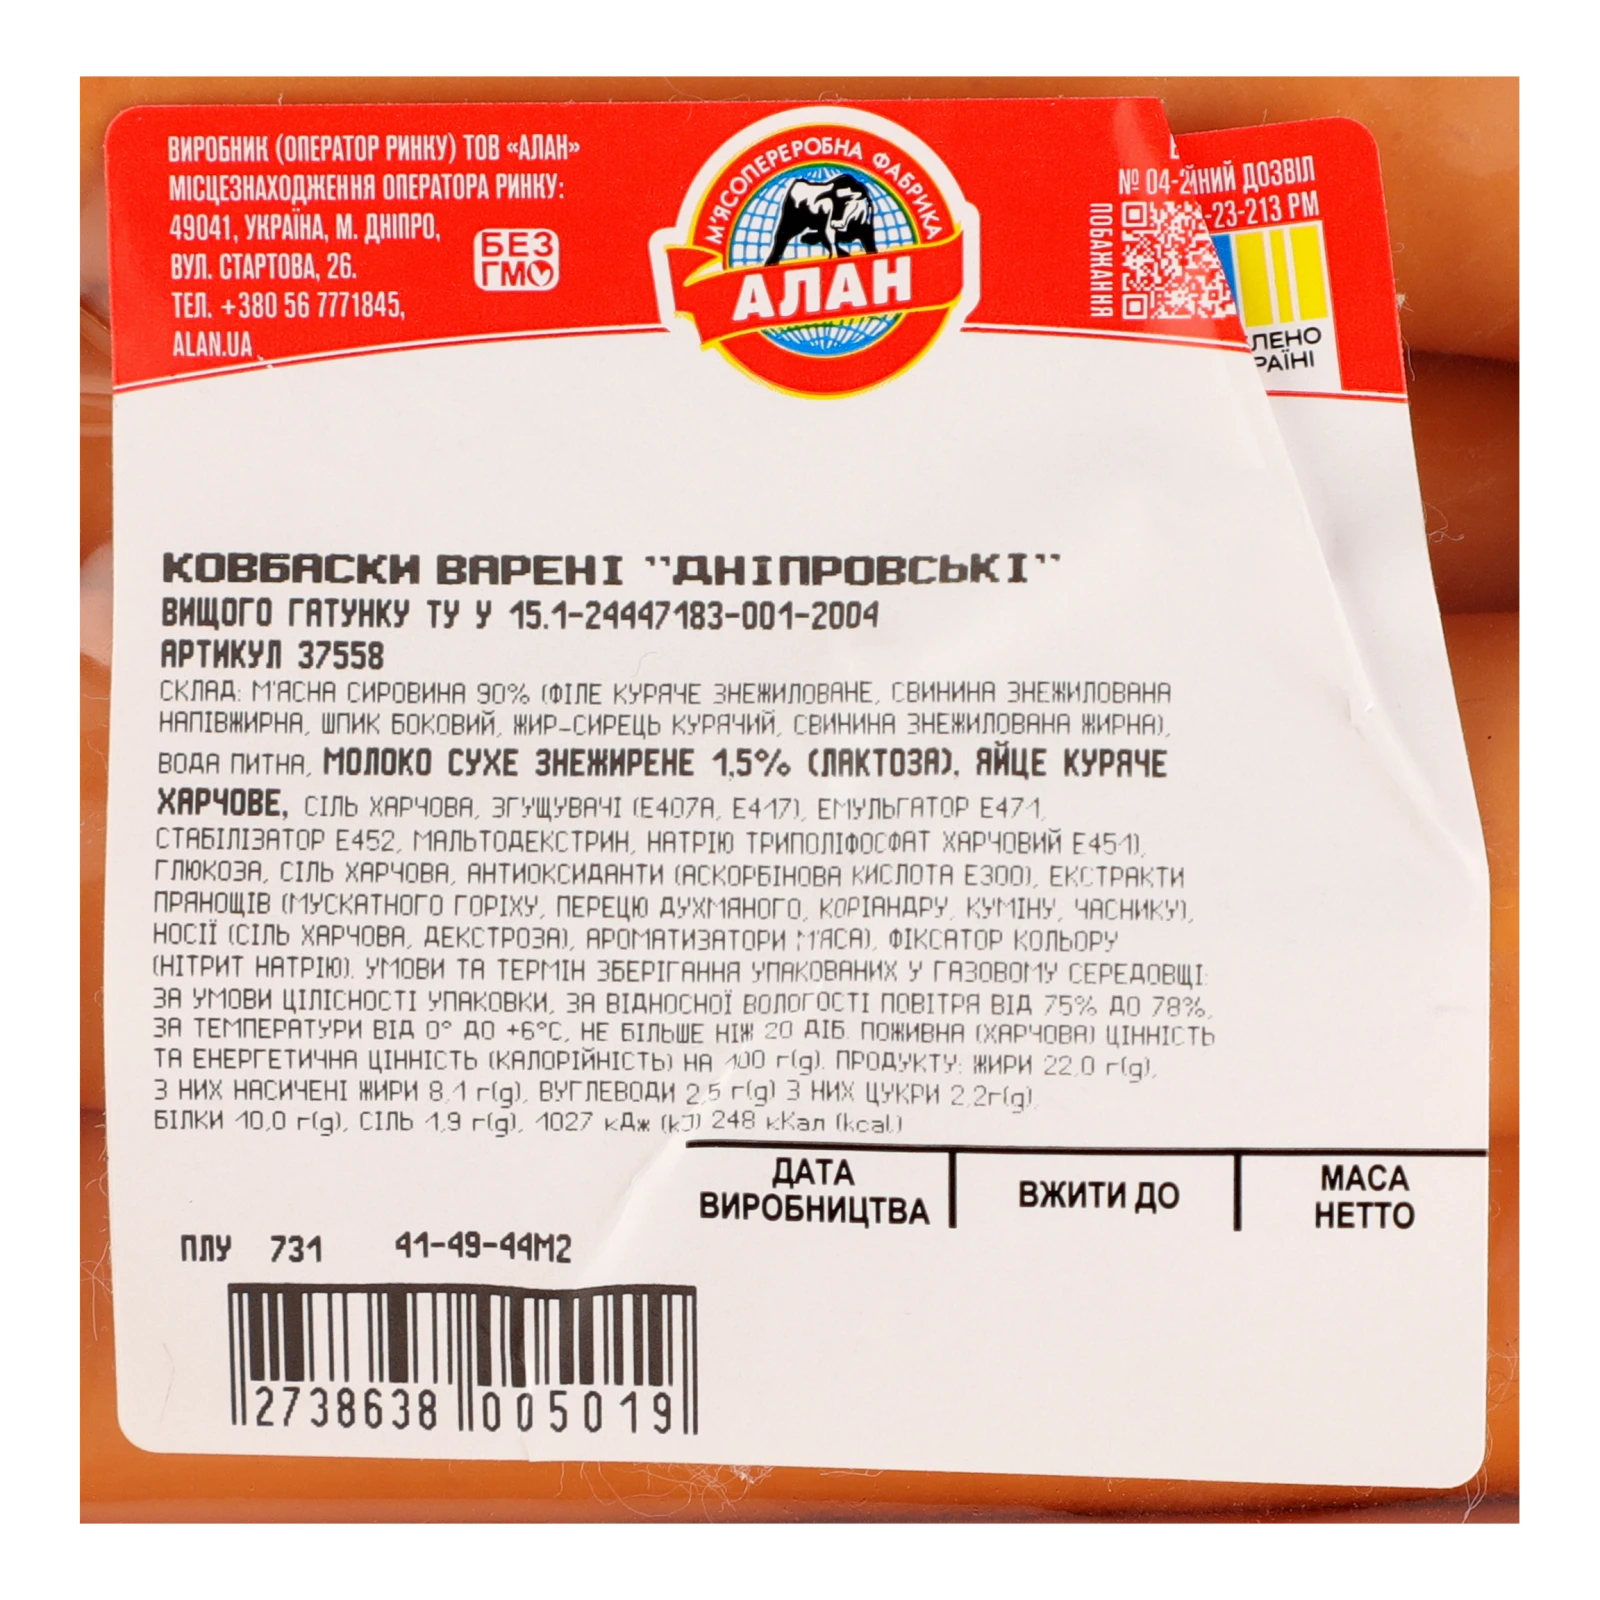 ВИРОБНИК (ОПЕРАТОР РИНКУ) ТОВ «АЛАН»
МІСЦЕЗНАХОДЖЕННЯ ОПЕРАТОРА РИНКУ:
49041, УКРАЇНА, М. ДНІПРО,
ВУЛ. СТАРТОВА, 26.
ТЕЛ. +380 56 7771845,
ALAN.UA
БЕЗ
ГМО
М'ЯСОПЕРЕРОБНА ФАБРИКА
АЛАН
№ 04-2ЙНИЙ ДОЗВІЛ
-23-213 РМ
ПОБАЖАННЯ
ЛЕНО
РАЇНІ
КОВБАСКИ ВАРЕНІ "ДНІПРОВСЬКІ"
ВИЩОГО ГАТУНКУ ТУ У 15.1-24447183-001-2004
АРТИКУЛ 37558
СКЛАД: М'ЯСНА СИРОВИНА 90% (ФІЛЕ КУРЯЧЕ ЗНЕЖИЛОВАНЕ, СВИНИНА ЗНЕЖИЛОВАНА
НАПІВЖИРНА, ШПИК БОКОВИЙ, ЖИР-СИРЕЦЬ КУРЯЧИЙ, СВИНИНА ЗНЕЖИЛОВАНА ЖИРНА),
ВОДА ПИТНА, МОЛОКО СУХЕ ЗНЕЖИРЕНЕ 1,5% (ЛАКТОЗА), ЯЙЦЕ КУРЯЧЕ
ХАРЧОВЕ, СІЛЬ ХАРЧОВА, ЗГУЩУВАЧІ (Е407А, Е417), ЕМУЛЬГАТОР Е471,
СТАБІЛІЗАТОР Е452, МАЛЬТОДЕКСТРИН, НАТРІЮ ТРИПОЛІФОСФАТ ХАРЧОВИЙ Е451),
ГЛЮКОЗА, СІЛЬ ХАРЧОВА, АНТИОКСИДАНТИ (АСКОРБІНОВА КИСЛОТА Е300), ЕКСТРАКТИ
ПРЯНОЩІВ (МУСКАТНОГО ГОРІХУ, ПЕРЕЦЮ ДУХМЯНОГО, КОРІАНДРУ, КУМІНУ, ЧАСНИКУ),
НОСІЇ (СІЛЬ ХАРЧОВА, ДЕКСТРОЗА), АРОМАТИЗАТОРИ М'ЯСА), ФІКСАТОР КОЛЬОРУ
(НІТРИТ НАТРІЮ). УМОВИ ТА ТЕРМІН ЗБЕРІГАННЯ УПАКОВАНИХ У ГАЗОВОМУ СЕРЕДОВЩІ:
ЗА УМОВИ ЦІЛІСНОСТІ УПАКОВКИ, ЗА ВІДНОСНОЇ ВОЛОГОСТІ ПОВІТРЯ ВІД 75% ДО 78%,
ЗА ТЕМПЕРАТУРИ ВІД 0° ДО +6°С, НЕ БІЛЬШЕ НІЖ 20 ДІБ. ПОЖИВНА (ХАРЧОВА) ЦІННІСТЬ
ТА ЕНЕРГЕТИЧНА ЦІННІСТЬ (КАЛОРІЙНІСТЬ) НА 100 г(g). ПРОДУКТУ: ЖИРИ 22,0 г(g),
З НИХ НАСИЧЕНІ ЖИРИ 8,1 г(g), ВУГЛЕВОДИ 2,5 г(g) З НИХ ЦУКРИ 2,2г(g)
БІЛКИ 10,0 г(g), СІЛЬ 1,9 г(g), 1027 кДж (kJ) 248 кКал (kcal)
ДАТА ВИРОБНИЦТВА
ВЖИТИ ДО
МАСА НЕТТО
ПЛУ 731 41-49-44М2
2738638 005019